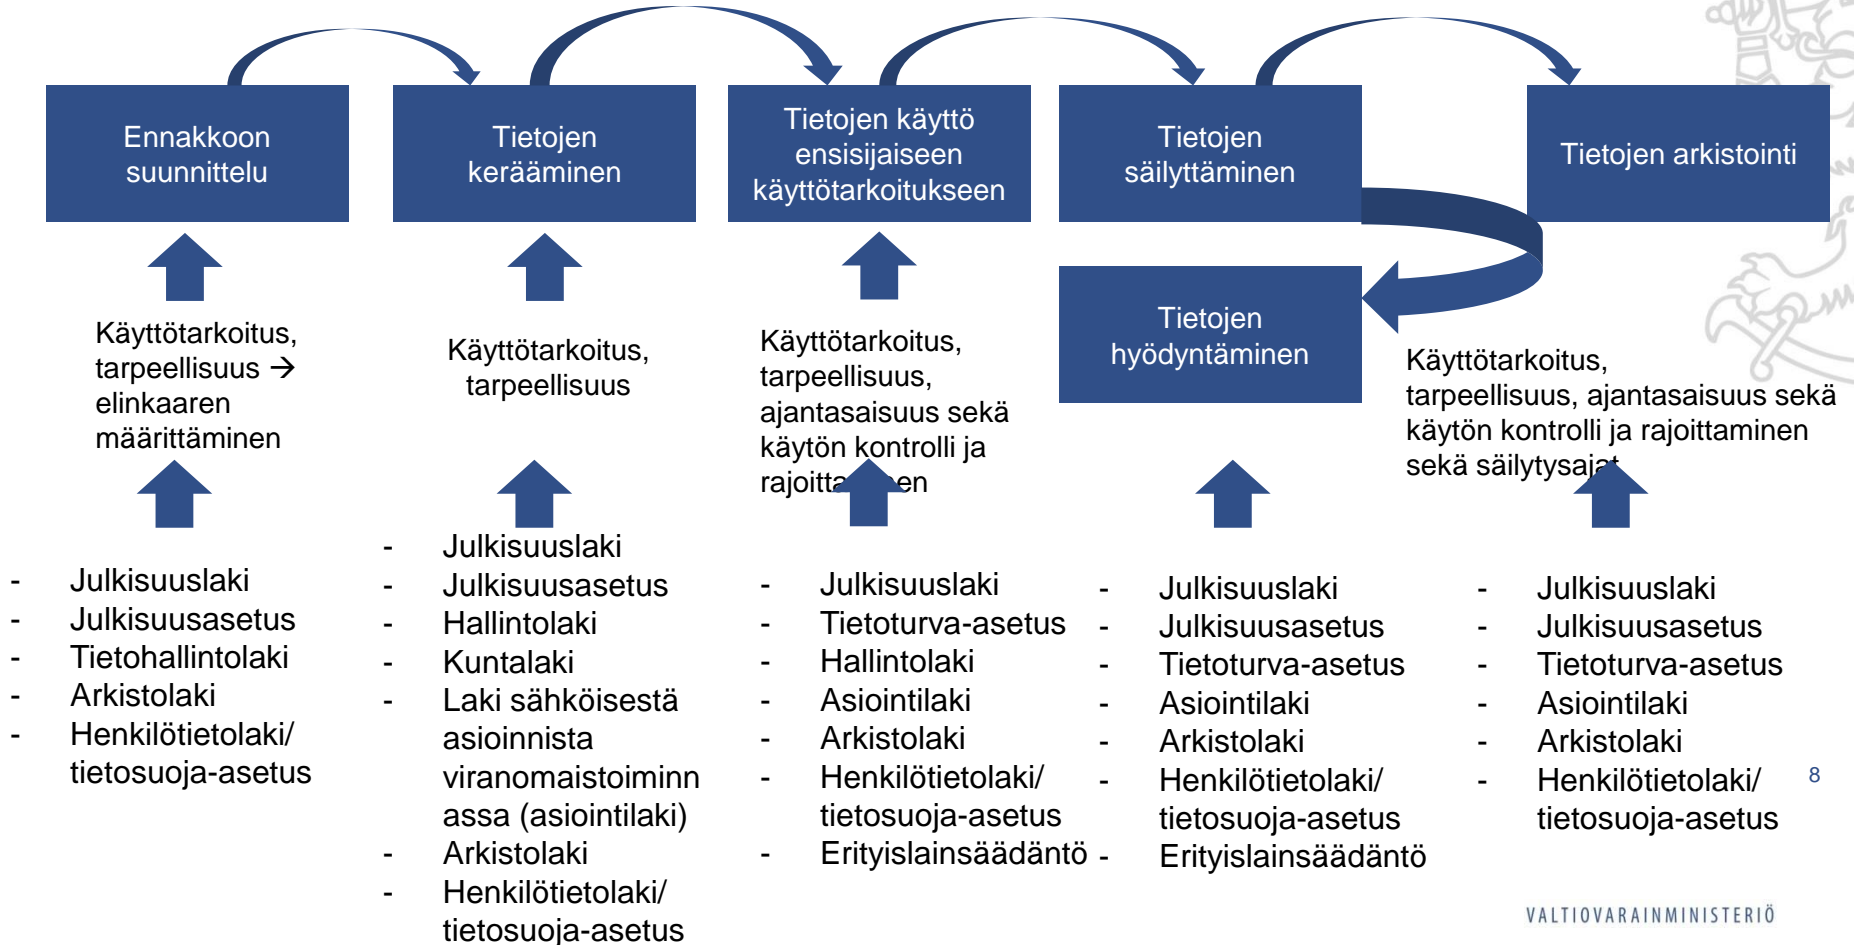 Ennakkoon
suunnittelu
Tietojen
kerääminen
Tietojen käyttö
ensisijaiseen
käyttötarkoitukseen
Tietojen
säilyttäminen
Tietojen arkistointi
Tietojen
hyödyntäminen
Käyttötarkoitus,
tarpeellisuus →
elinkaaren
määrittäminen
Käyttötarkoitus,
tarpeellisuus
Käyttötarkoitus,
tarpeellisuus,
ajantasaisuus sekä
käytön kontrolli ja
Käyttötarkoitus,
tarpeellisuus, ajantasaisuus sekä
käytön kontrolli ja rajoittaminen
sekä säilytysajat
- Julkisuuslaki
- Julkisuusasetus
- Tietohallintolaki
- Arkistolaki
- Henkilötietolaki/
tietosuoja-asetus
- Julkisuuslaki
- Julkisuusasetus
- Hallintolaki
- Kuntalaki
- Laki sähköisestä
asioinnista
viranomaistoiminn
assa (asiointilaki)
- Arkistolaki
- Henkilötietolaki/
tietosuoja-asetus
- Julkisuuslaki
- Tietoturva-asetus
- Hallintolaki
- Asiointilaki
- Arkistolaki
- Henkilötietolaki/
tietosuoja-asetus
- Erityislainsäädäntö
- Julkisuuslaki
- Julkisuusasetus
- Tietoturva-asetus
- Asiointilaki
- Arkistolaki
- Henkilötietolaki/
tietosuoja-asetus
- Erityislainsäädäntö
- Julkisuuslaki
- Julkisuusasetus
- Tietoturva-asetus
- Asiointilaki
- Arkistolaki
- Henkilötietolaki/
tietosuoja-asetus
8
VALTIOVARAINMINISTERIÖ